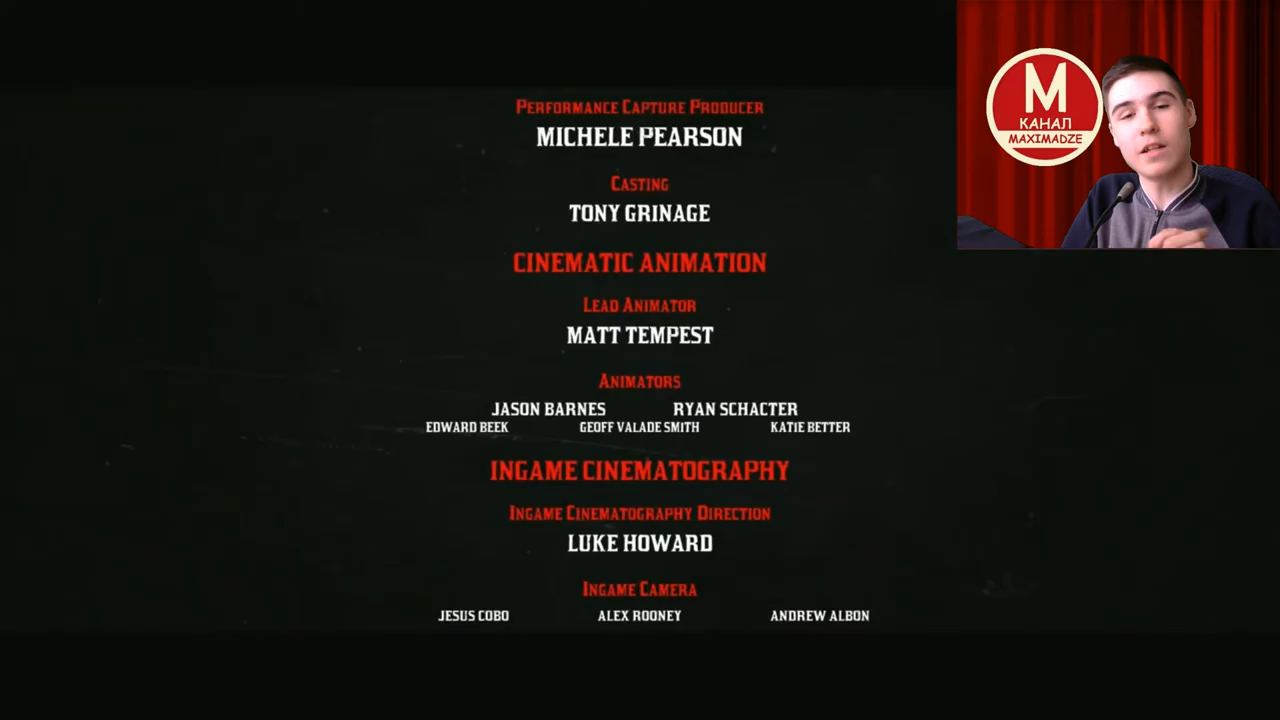 PERFORMANCE CAPTURE PRODUCER
MICHELE PEARSON
CASTING
TONY GRINAGE
CINEMATIC ANIMATION
LEAD ANIMATOR
MATT TEMPEST
ANIMATORS
JASON BARNES RYAN SCHACTER
EDWARD BEEK GEOFF VALADE SMITH KATIE BETTER
INGAME CINEMATOGRAPHY
INGAME CINEMATOGRAPHY DIRECTION
LUKE HOWARD
INGAME CAMERA
JESUS COBO ALEX ROONEY ANDREW ALBON
М
КАНАЛ
MAXIMADZE